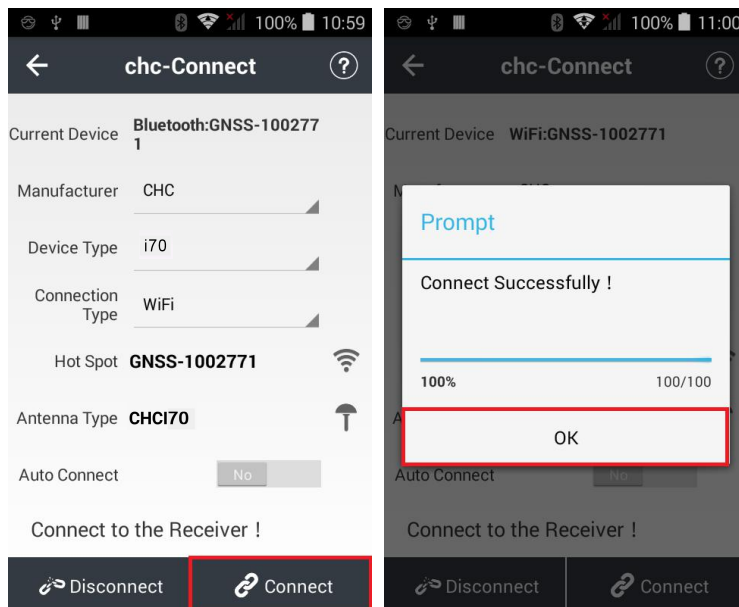 100% 10:59
chc-Connect ?
Current Device Bluetooth:GNSS-100277
1
Manufacturer CHC
Device Type i70
Connection
Type WiFi
Hot Spot GNSS-1002771
Antenna Type CHCI70
Auto Connect No
Connect to the Receiver !
Disconnect Connect
100% 11:00
chc-Connect ?
Current Device WiFi:GNSS-1002771
Prompt
Connect Successfully !
100% 100/100
OK
Auto Connect No
Connect to the Receiver !
Disconnect Connect